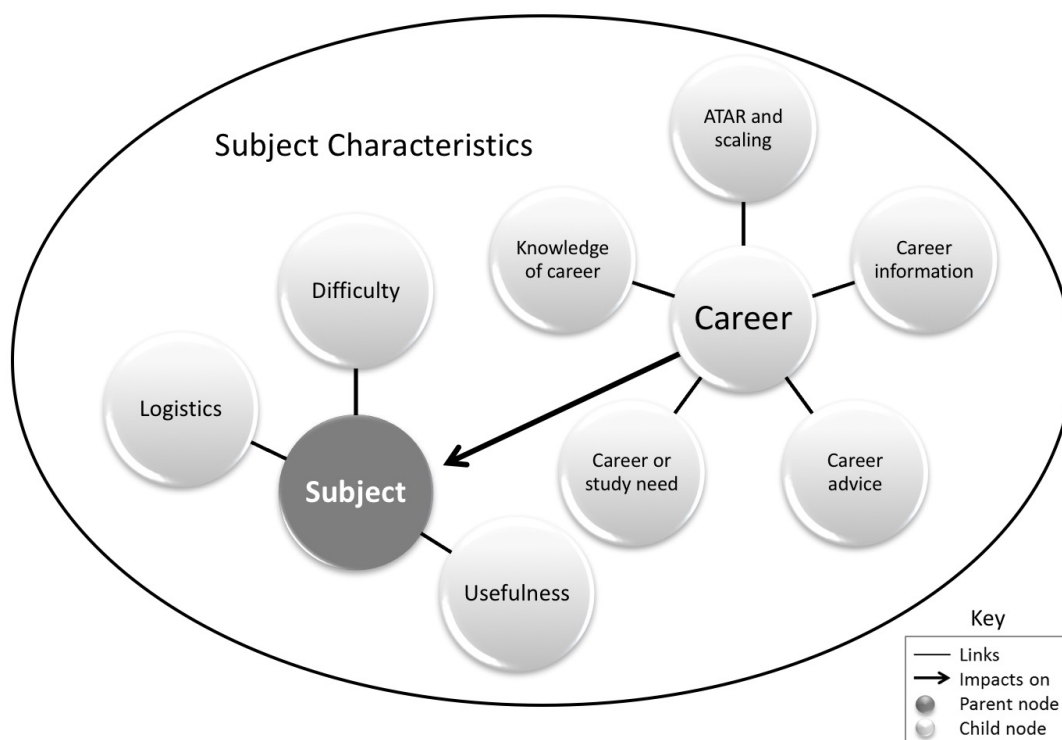 ATAR and
scaling
Subject Characteristics
Knowledge
of career
Career
information
Difficulty
Career
Logistics
Career or
study need
Career
advice
Subject
Usefulness
Key
Links
Impacts on
Parent node
Child node